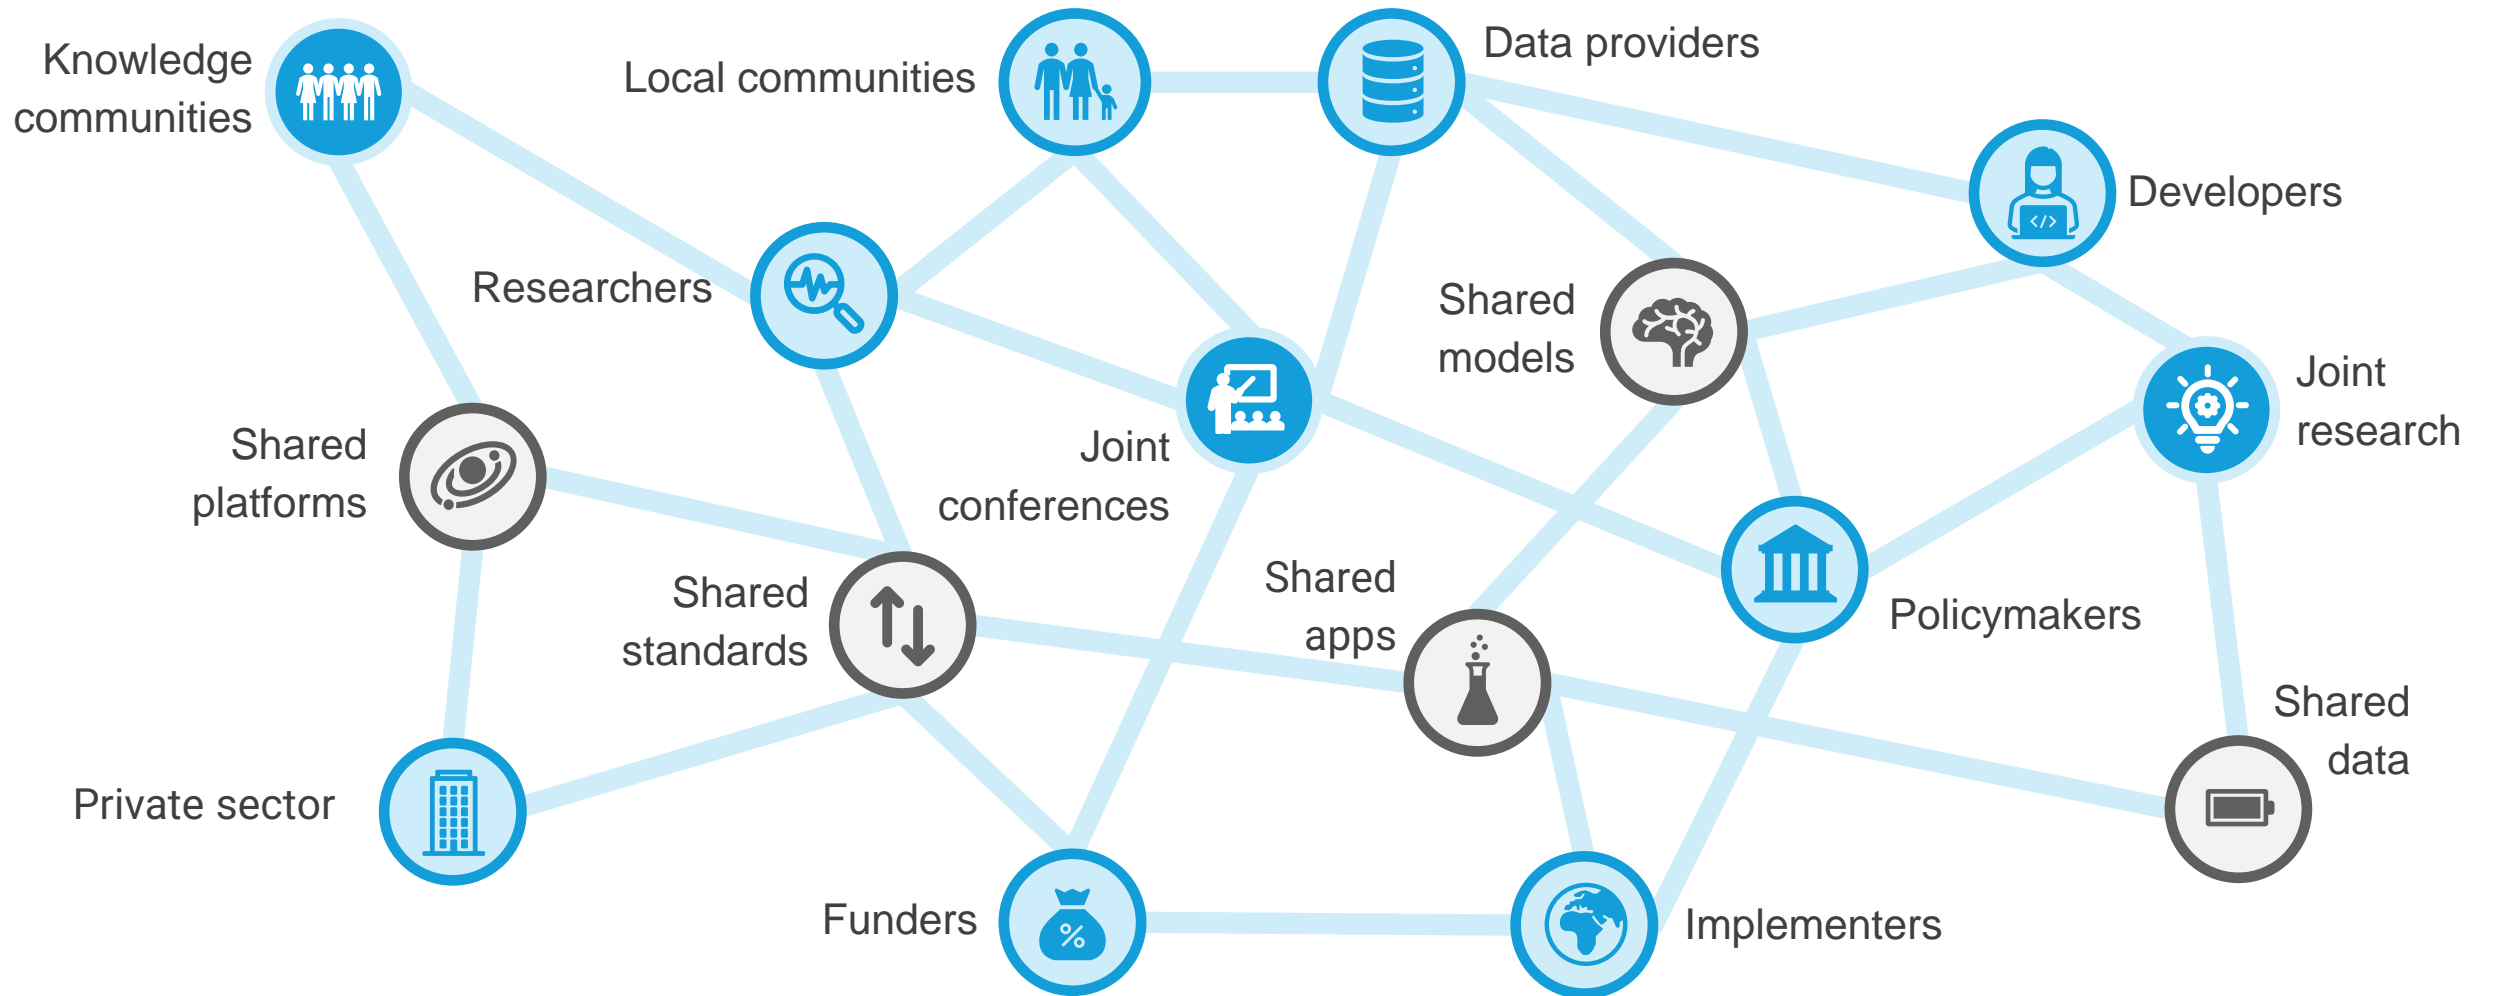 Knowledge
communities
Local communities
Data providers
Developers
Researchers
Shared
models
Joint
research
Shared
platforms
Joint
conferences
Shared
standards
Shared
apps
Policymakers
Shared
data
Private sector
Funders
Implementers